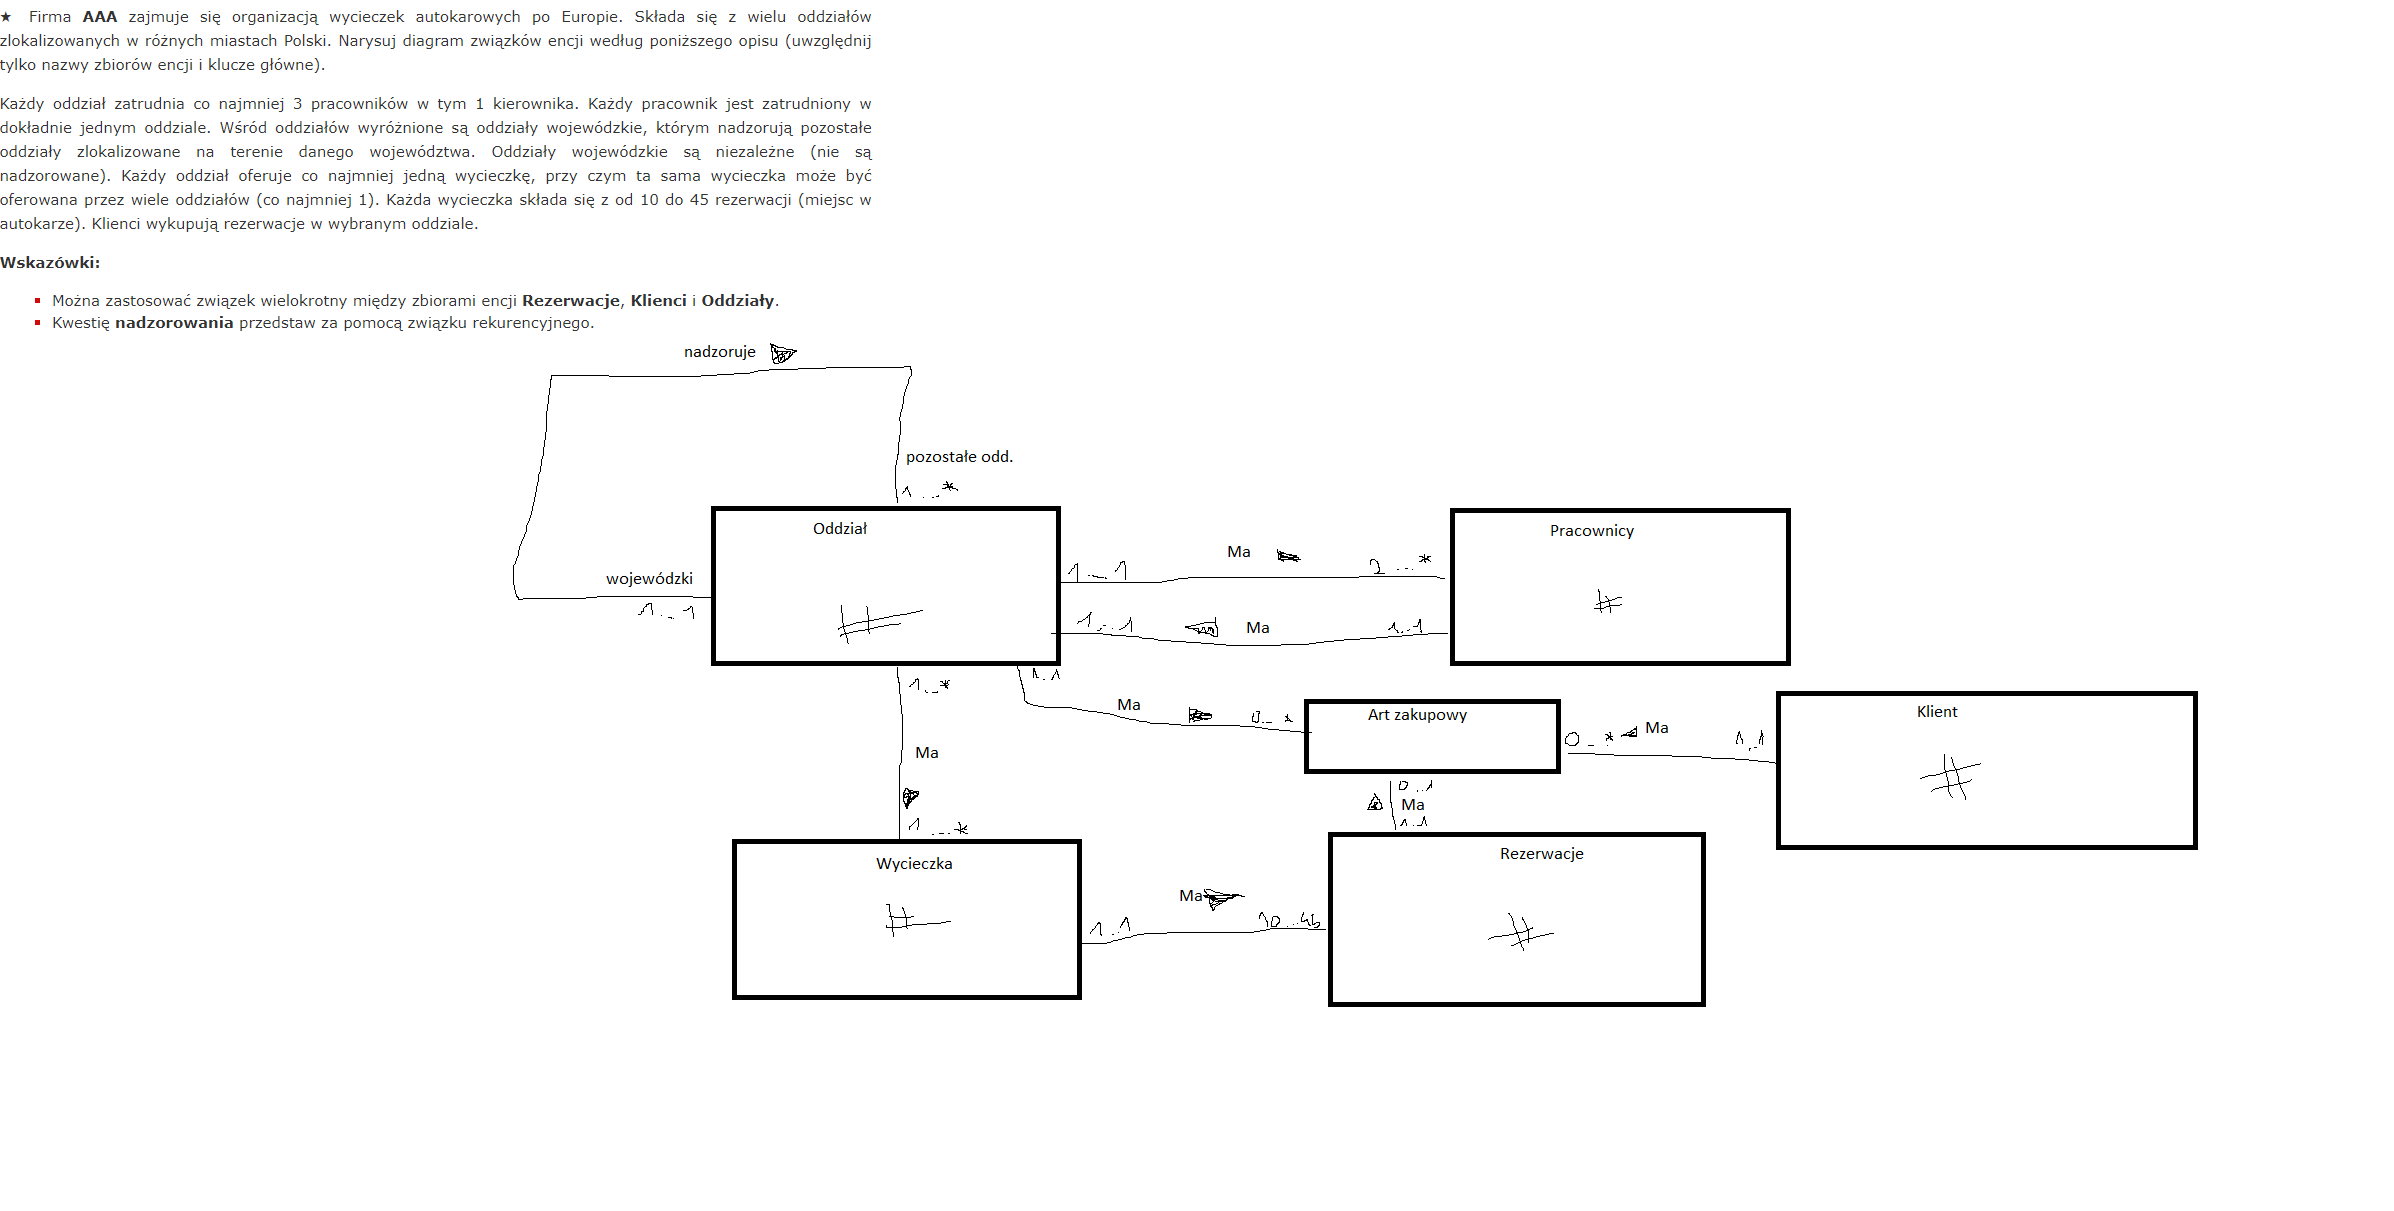 ★ Firma AAA zajmuje się organizacją wycieczek autokarowych po Europie. Składa się z wielu oddziałów
zlokalizowanych w różnych miastach Polski. Narysuj diagram związków encji według poniższego opisu (uwzględnij
tylko nazwy zbiorów encji i klucze główne).
Każdy oddział zatrudnia co najmniej 3 pracowników w tym 1 kierownika. Każdy pracownik jest zatrudniony w
dokładnie jednym oddziale. Wśród oddziałów wyróżnione są oddziały wojewódzkie, którym nadzorują pozostałe
oddziały zlokalizowane na terenie danego województwa. Oddziały wojewódzkie są niezależne (nie są
nadzorowane). Każdy oddział oferuje co najmniej jedną wycieczkę, przy czym ta sama wycieczka może być
oferowana przez wiele oddziałów (co najmniej 1). Każda wycieczka składa się z od 10 do 45 rezerwacji (miejsc w
autokarze). Klienci wykupują rezerwacje w wybranym oddziale.
Wskazówki:
Można zastosować związek wielokrotny między zbiorami encji Rezerwacje, Klienci i Oddziały.
Kwestię nadzorowania przedstaw za pomocą związku rekurencyjnego.
nadzoruje
pozostałe odd.
1...*
Oddział
#
wojewódzki
1...1
Ma
1...1
2...*
Pracownicy
#
1...1
Ma
1..1
1..1
Ma
0..*
Art zakupowy
0..*
Ma
1..1
Klient
#
1..*
Ma
1...*
0..1
Ma
1..1
Wycieczka
#
1..1
Ma
10...45
Rezerwacje
#